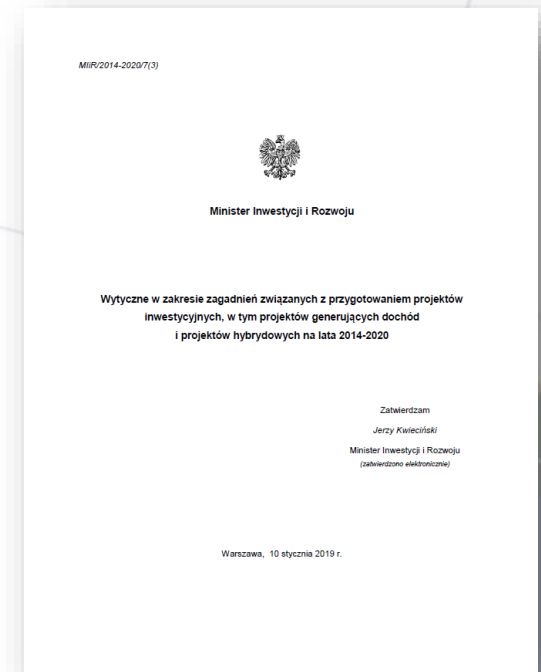 MIiR/2014-2020/7(3)
Minister Inwestycji i Rozwoju
Wytyczne w zakresie zagadnień związanych z przygotowaniem projektów
inwestycyjnych, w tym projektów generujących dochód
i projektów hybrydowych na lata 2014-2020
Zatwierdzam
Jerzy Kwieciński
Minister Inwestycji i Rozwoju
(zatwierdzono elektronicznie)
Warszawa, 10 stycznia 2019 r.